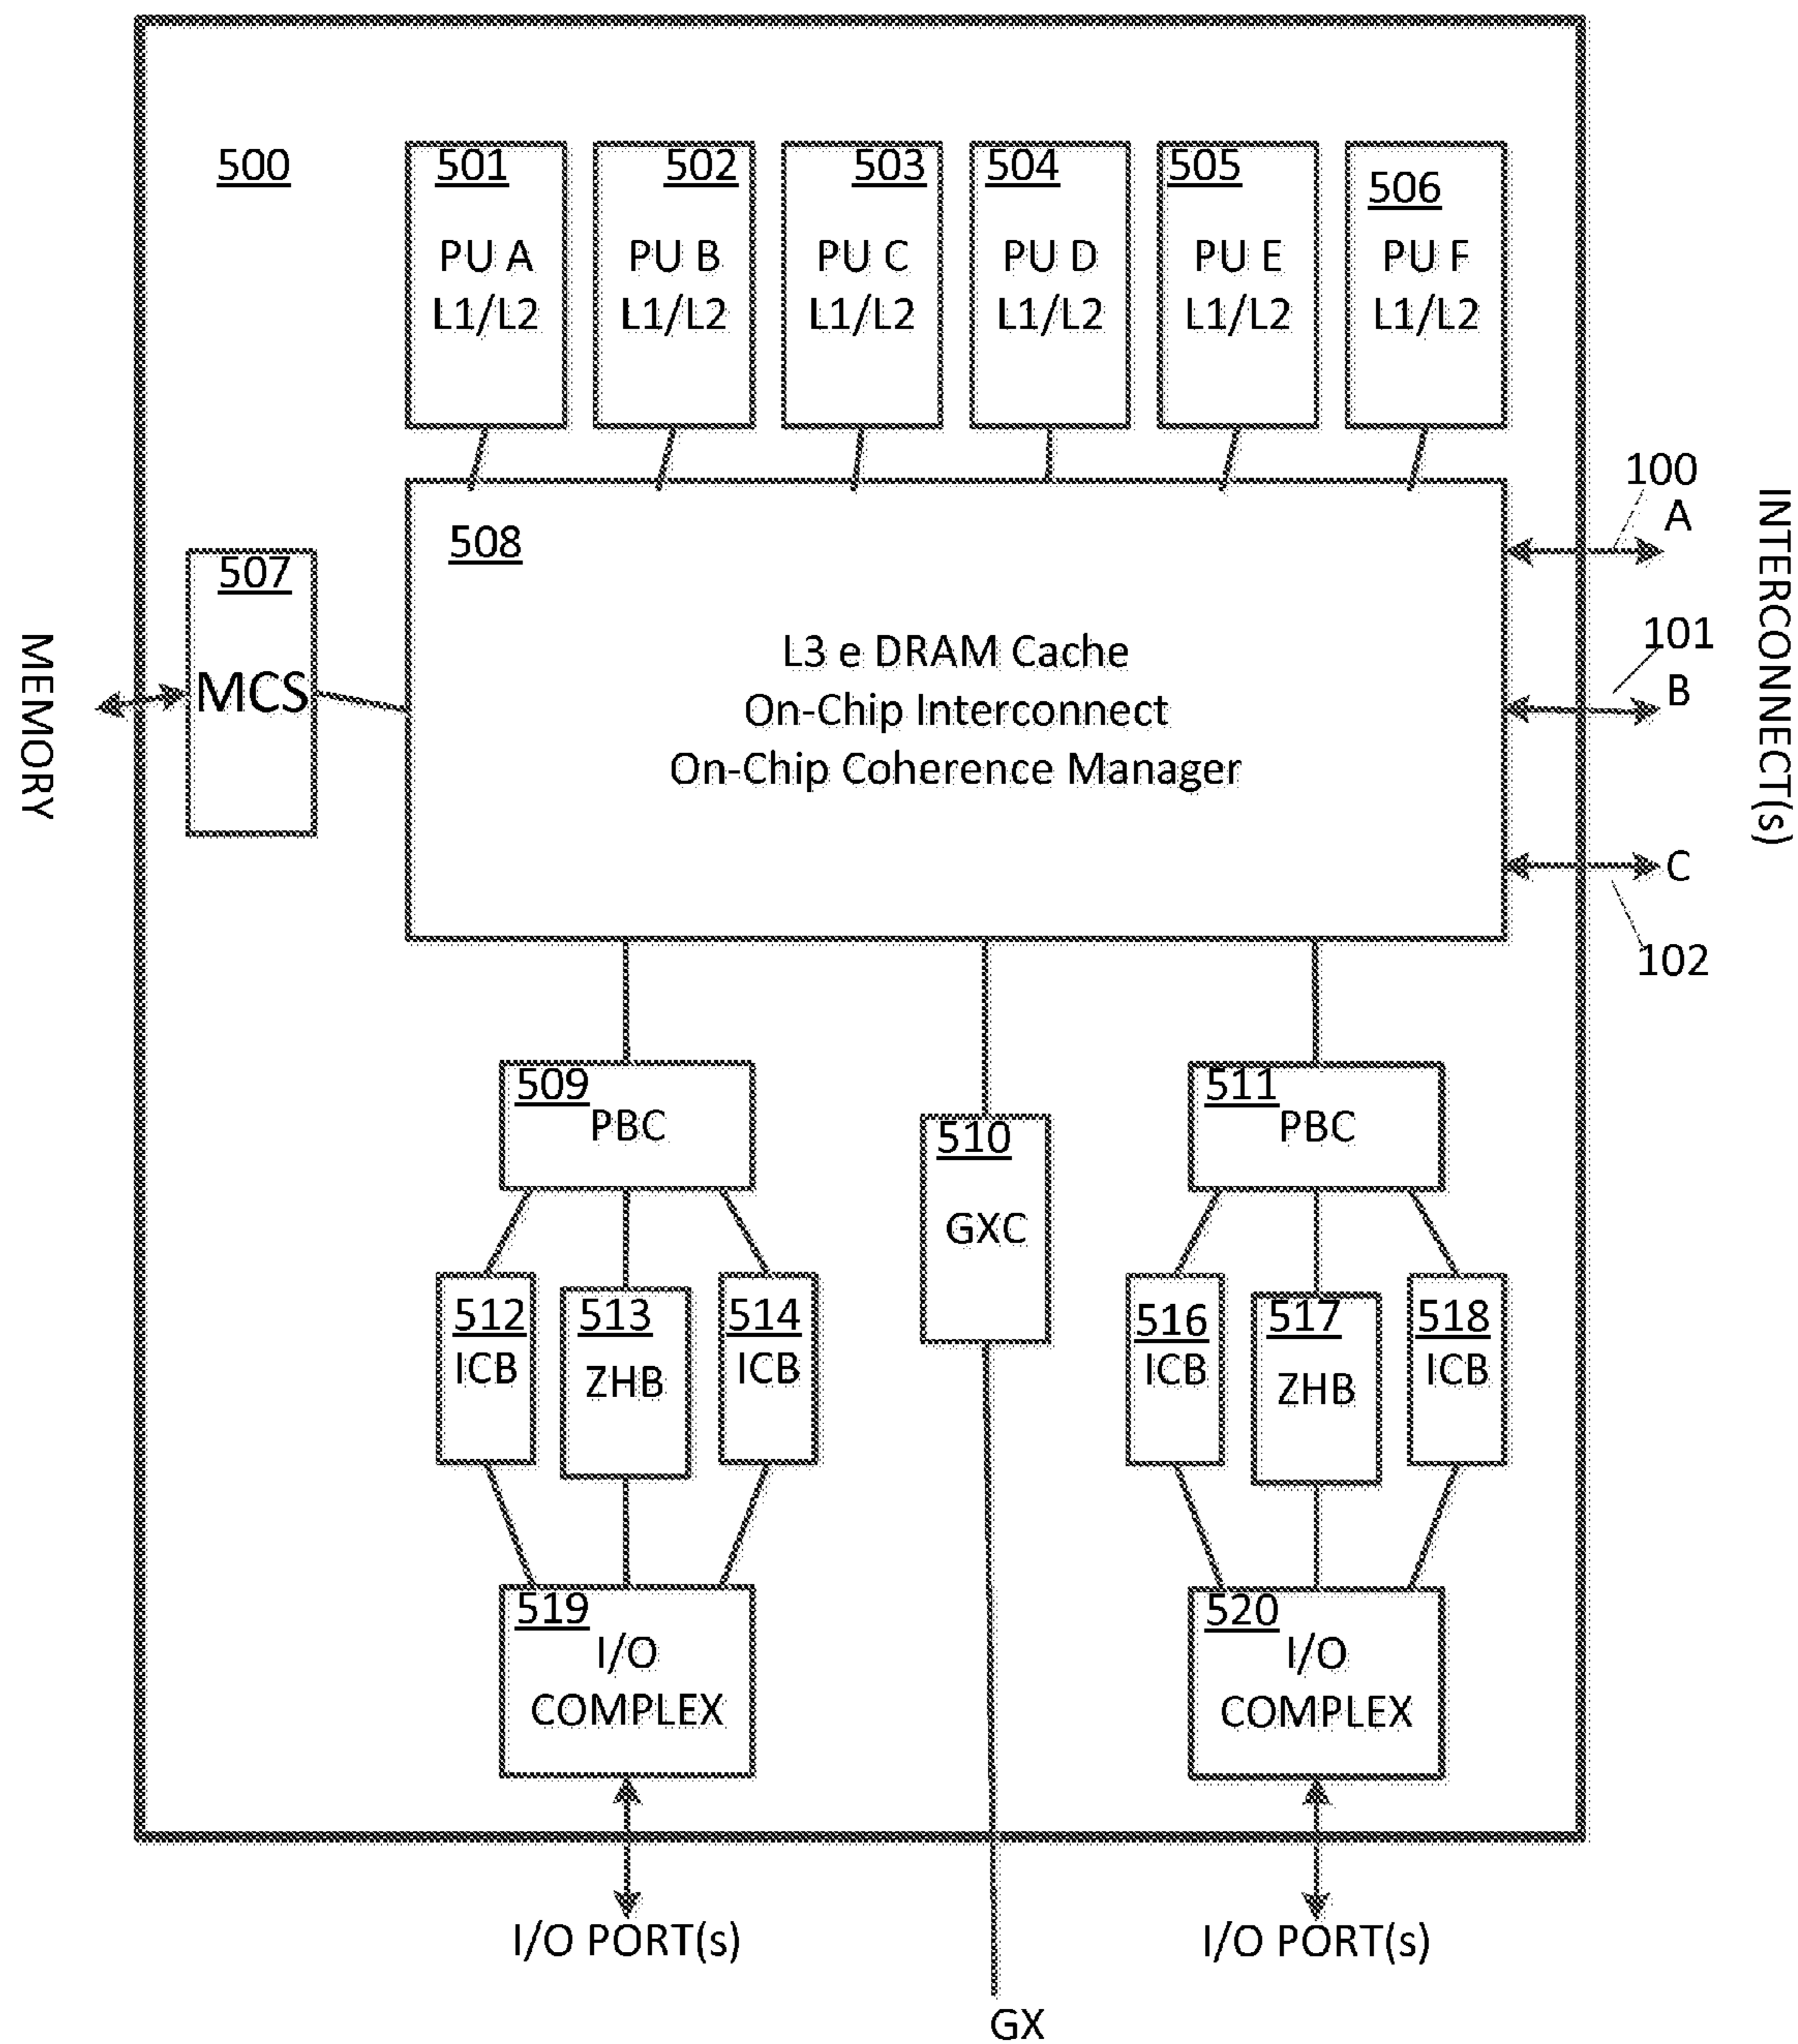 500
501
PU A
L1/L2
502
PU B
L1/L2
503
PU C
L1/L2
504
PU D
L1/L2
505
PU E
L1/L2
506
PU F
L1/L2
100
A
101
B
C
102
INTERCONNECT(s)
MEMORY
507
MCS
508
L3 e DRAM Cache
On-Chip Interconnect
On-Chip Coherence Manager
509
PBC
510
GXC
511
PBC
512
ICB
513
ZHB
514
ICB
516
ICB
517
ZHB
518
ICB
519
I/O
COMPLEX
520
I/O
COMPLEX
I/O PORT(s)
I/O PORT(s)
GX